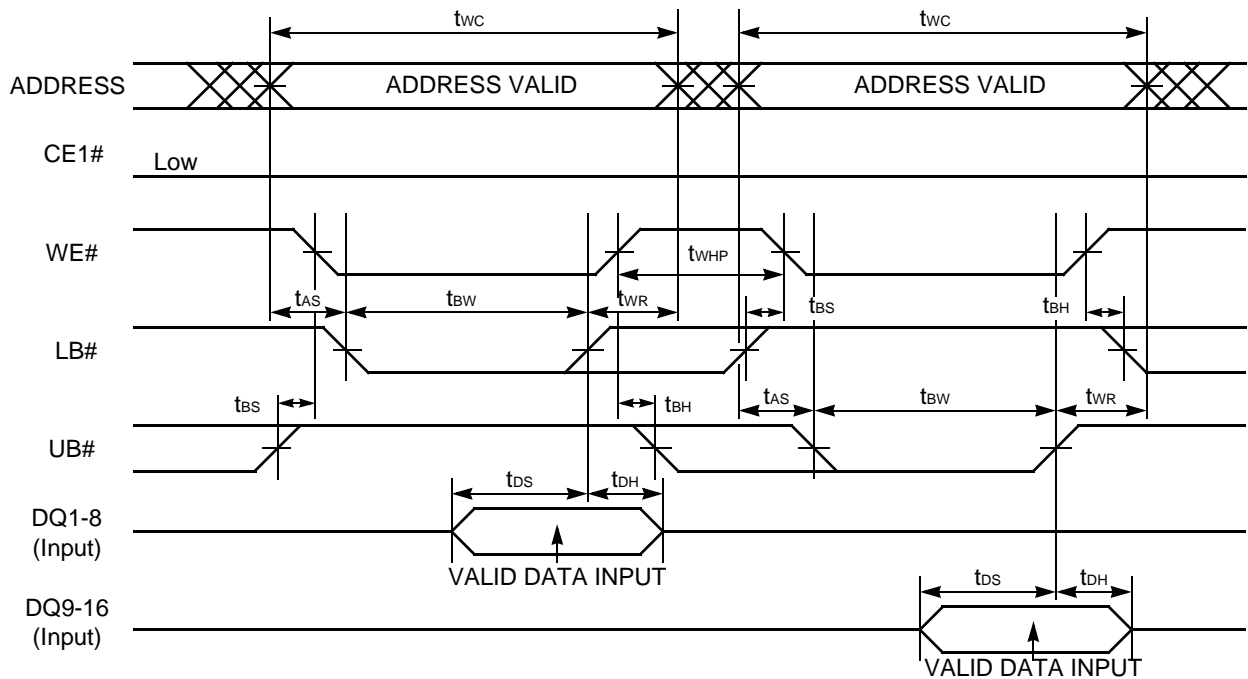 tWC tWC
ADDRESS ADDRESS VALID ADDRESS VALID
CE1# Low
WE# tWHP
tAS tBW tWR tBS tBH
LB#
tBS tBH tAS tBW tWR
UB#
tDS tDH
DQ1-8
(Input)
VALID DATA INPUT
tDS tDH
DQ9-16
(Input)
VALID DATA INPUT